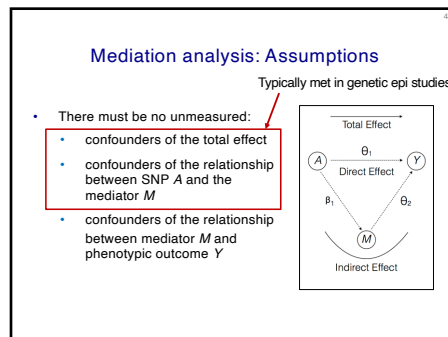 4
Mediation analysis: Assumptions
Typically met in genetic epi studies
• There must be no unmeasured:
• confounders of the total effect
• confounders of the relationship
between SNP A and the
mediator M
• confounders of the relationship
between mediator M and
phenotypic outcome Y
Total Effect
A
θ1
Y
Direct Effect
β1
θ2
M
Indirect Effect